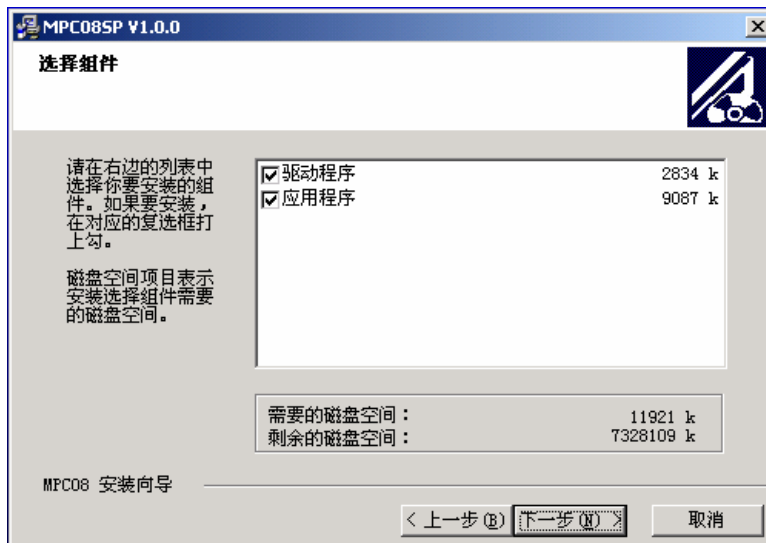 MPC08SP V1.0.0
选择组件
请在右边的列表中
选择你要安装的组
件。如果要安装，
在对应的复选框打
上勾。
磁盘空间项目表示
安装选择组件需要
的磁盘空间。
驱动程序 2834 k
应用程序 9087 k
需要的磁盘空间： 11921 k
剩余的磁盘空间： 7328109 k
MPC08 安装向导
< 上一步(B) 下一步(N) > 取消